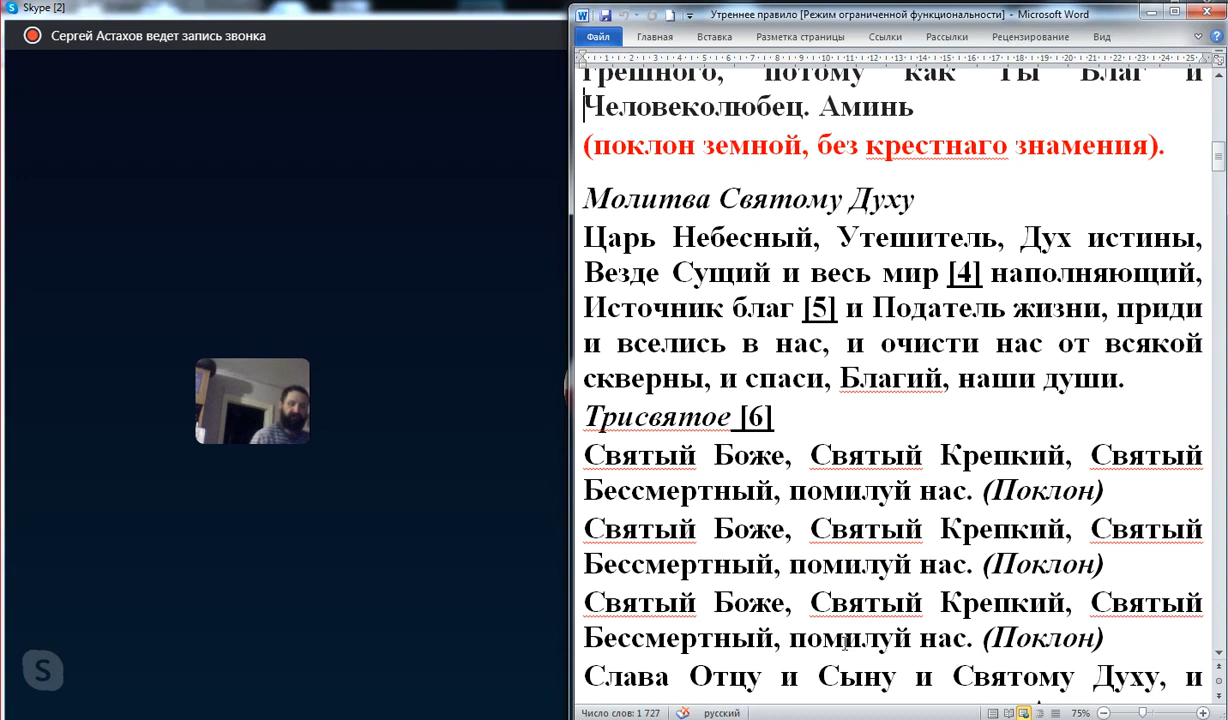 Skype [2]
Сергей Астахов ведет запись звонка
Утреннее правило [Режим ограниченной функциональности] - Microsoft Word
Файл Главная Вставка Разметка страницы Ссылки Рассылки Рецензирование Вид
грешного, потому как Ты Благ и
Человеколюбец. Аминь
(поклон земной, без крестнаго знамения).
Молитва Святому Духу
Царь Небесный, Утешитель, Дух истины,
Везде Сущий и весь мир [4] наполняющий,
Источник благ [5] и Податель жизни, приди
и вселись в нас, и очисти нас от всякой
скверны, и спаси, Благий, наши души.
Трисвятое [6]
Святый Боже, Святый Крепкий, Святый
Бессмертный, помилуй нас. (Поклон)
Святый Боже, Святый Крепкий, Святый
Бессмертный, помилуй нас. (Поклон)
Святый Боже, Святый Крепкий, Святый
Бессмертный, помилуй нас. (Поклон)
Слава Отцу и Сыну и Святому Духу, и
Число слов: 1 727 русский 75%